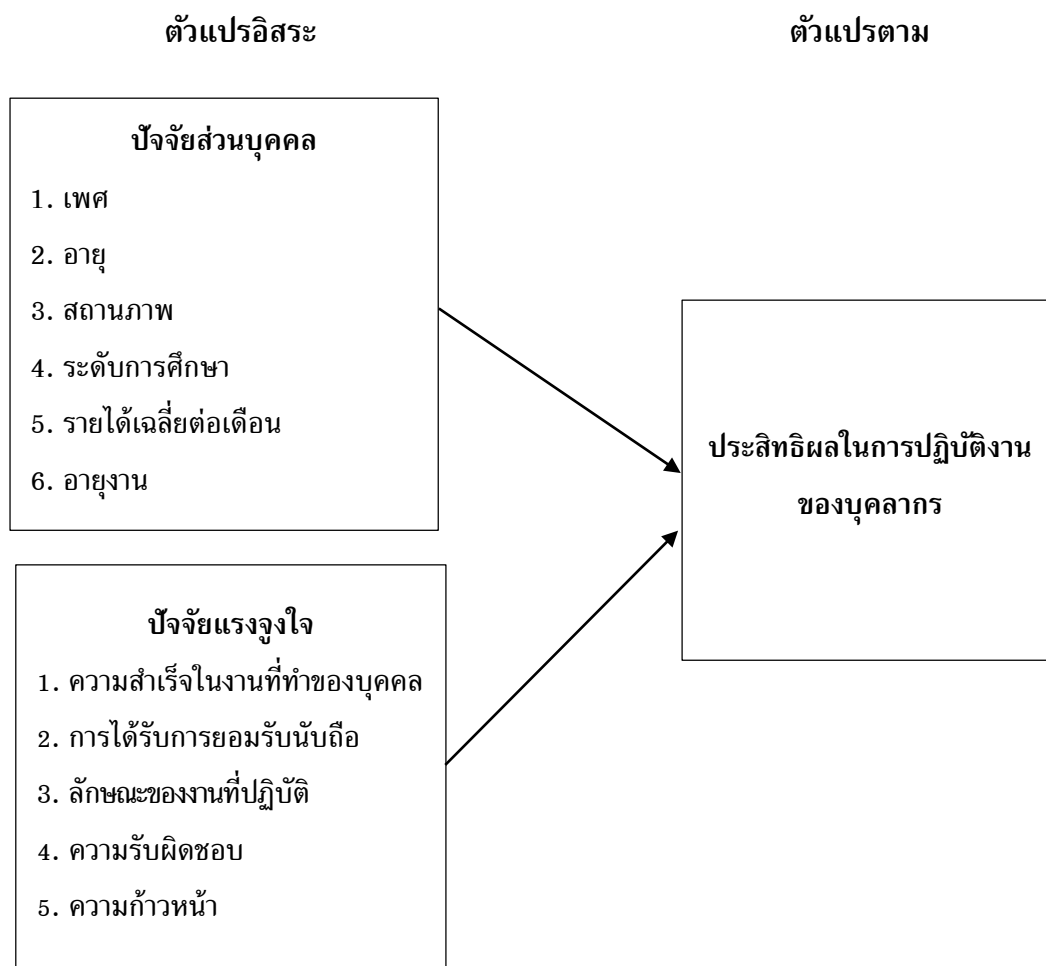 ตัวแปรอิสระ
ตัวแปรตาม
ปัจจัยส่วนบุคคล
1. เพศ
2. อายุ
3. สถานภาพ
4. ระดับการศึกษา
5. รายได้เฉลี่ยต่อเดือน
6. อายุงาน
ปัจจัยแรงจูงใจ
1. ความสำเร็จในงานที่ทำของบุคคล
2. การได้รับการยอมรับนับถือ
3. ลักษณะของงานที่ปฏิบัติ
4. ความรับผิดชอบ
5. ความก้าวหน้า
ประสิทธิผลในการปฏิบัติงาน
ของบุคลากร